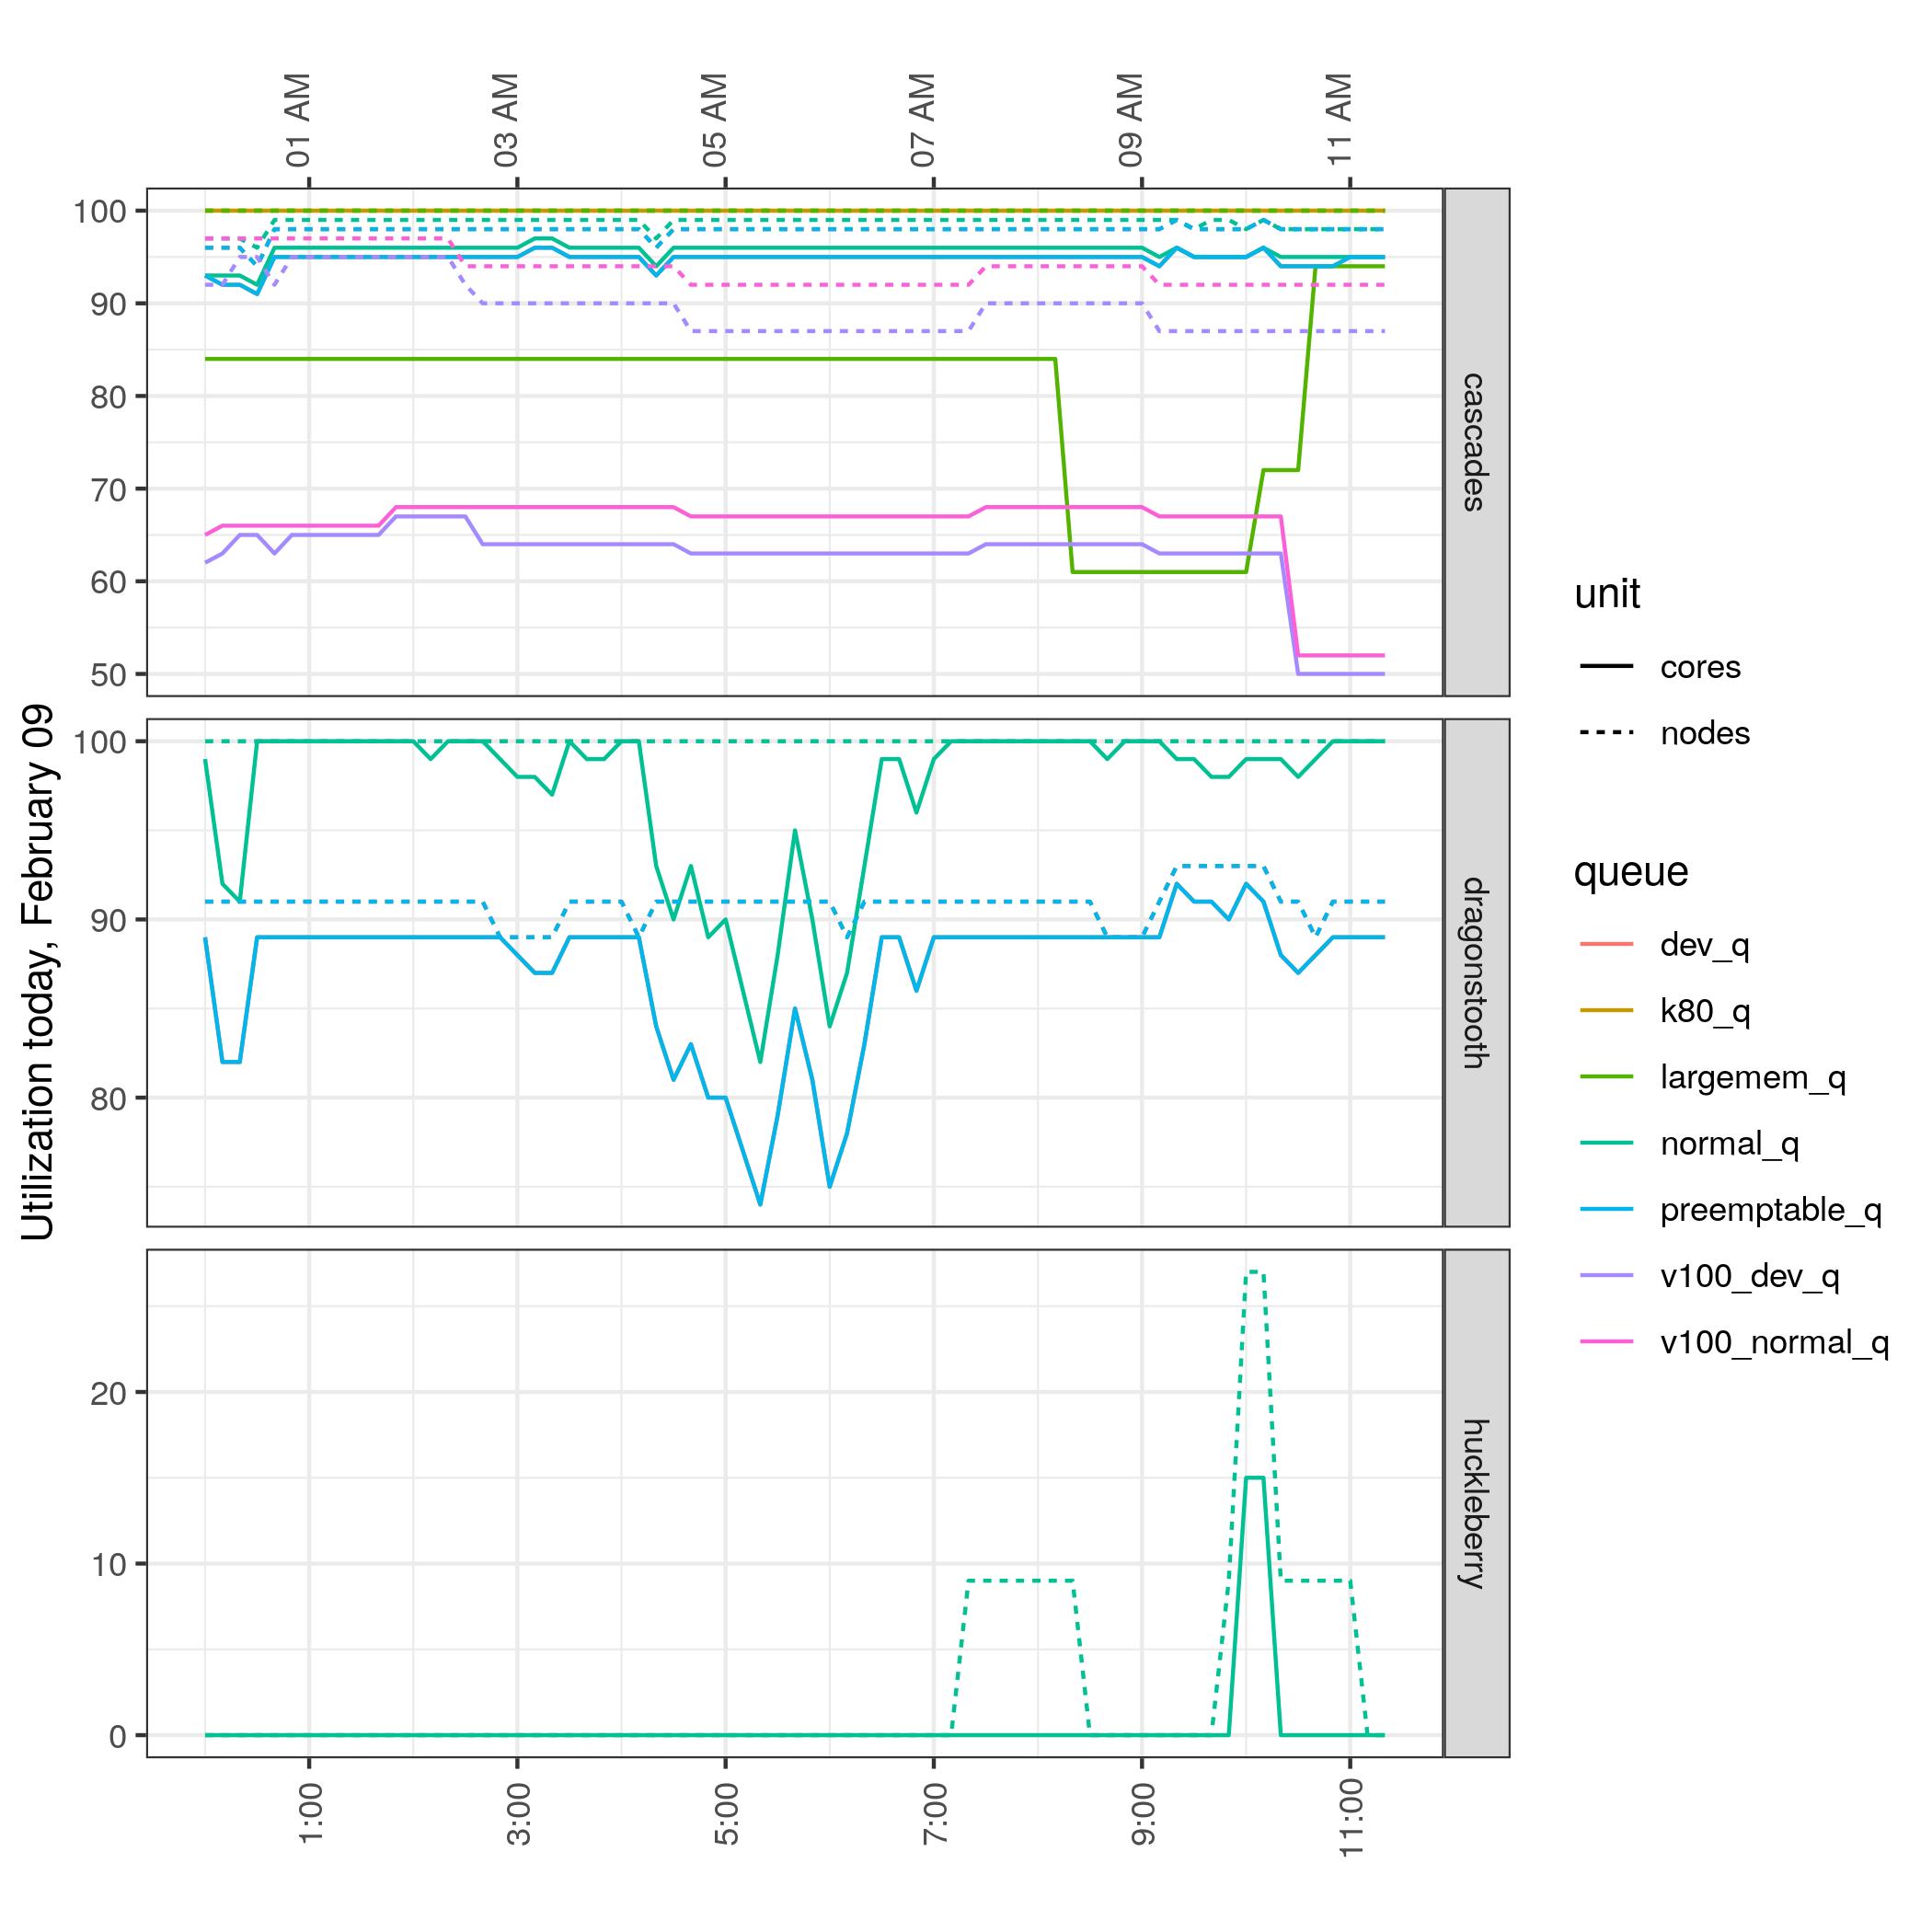 01 AM
03 AM
05 AM
07 AM
09 AM
11 AM
Utilization today, February 09
100
90
80
70
60
50
cascades
100
90
80
dragonstooth
20
10
0
huckleberry
1:00
3:00
5:00
7:00
9:00
11:00
unit
cores
nodes
queue
dev_q
k80_q
largemem_q
normal_q
preemptable_q
v100_dev_q
v100_normal_q